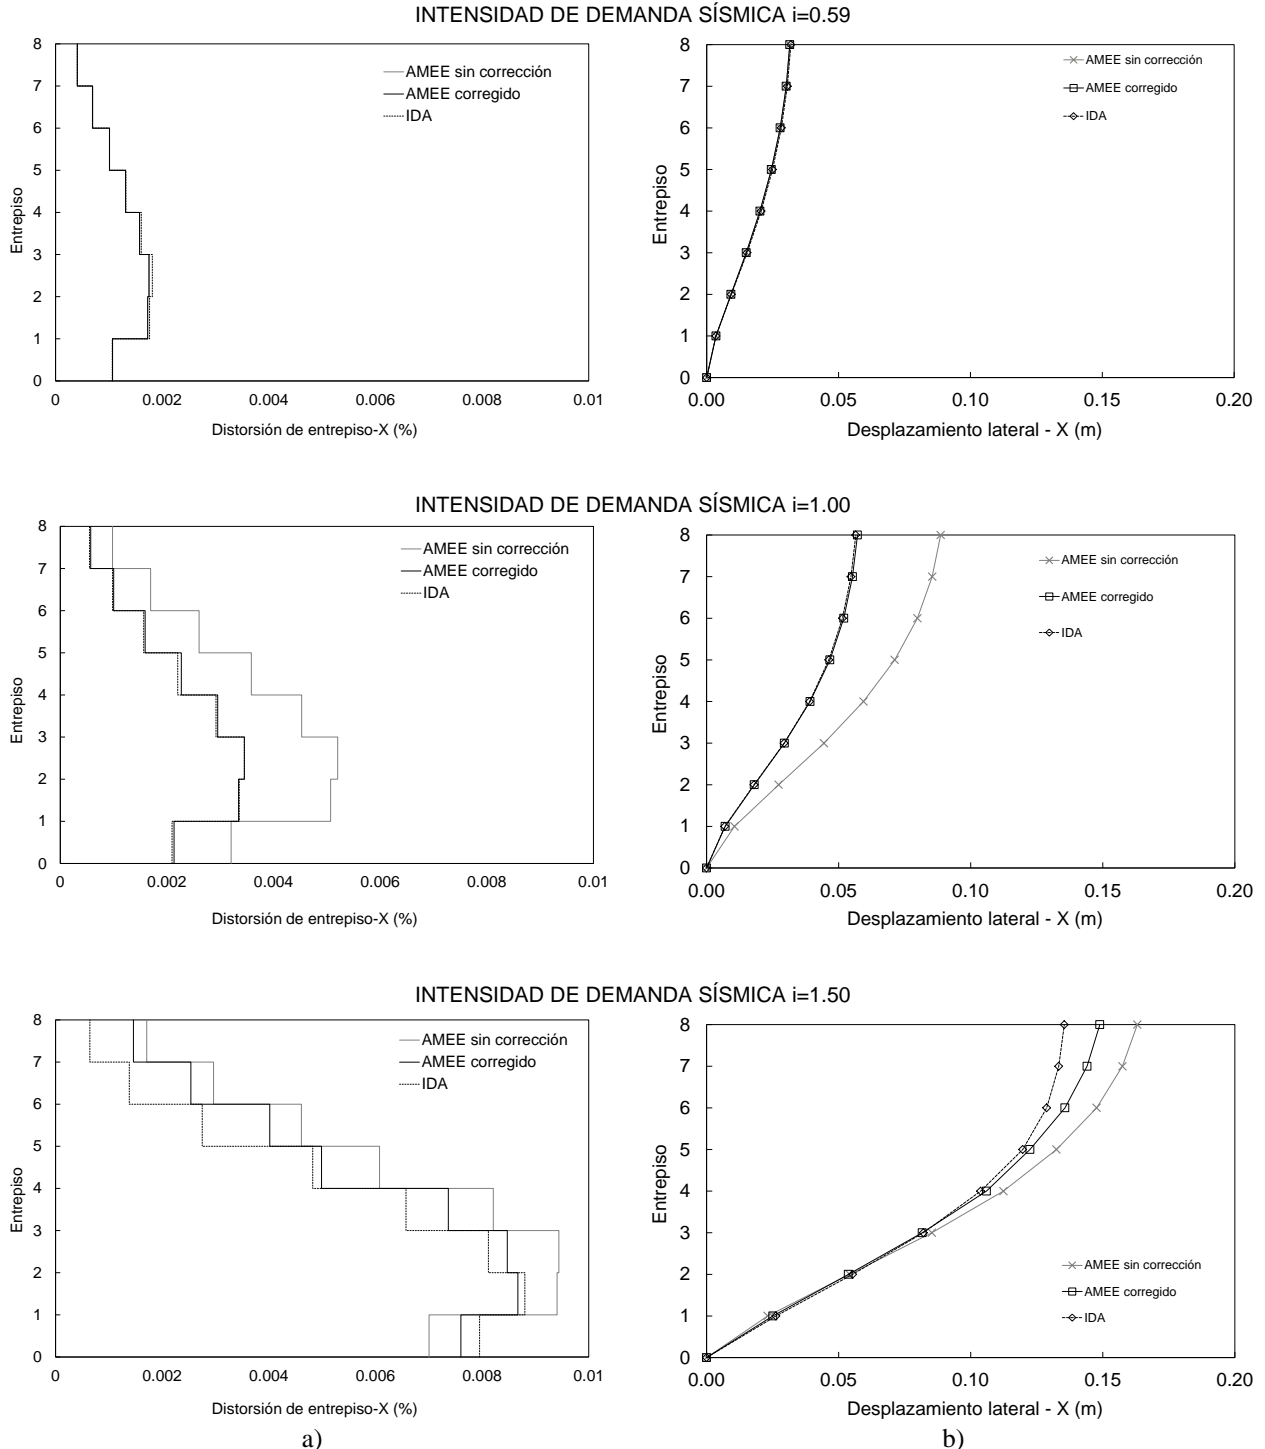 INTENSIDAD DE DEMANDA SÍSMICA i=0.59
8
7
6
5
4
3
2
1
0
Entrepiso
AMEE sin corrección
AMEE corregido
IDA
0 0.002 0.004 0.006 0.008 0.01
Distorsión de entrepiso-X (%)
8
7
6
5
4
3
2
1
0
Entrepiso
AMEE sin corrección
AMEE corregido
IDA
0.00 0.05 0.10 0.15 0.20
Desplazamiento lateral - X (m)
INTENSIDAD DE DEMANDA SÍSMICA i=1.00
8
7
6
5
4
3
2
1
0
Entrepiso
AMEE sin corrección
AMEE corregido
IDA
0 0.002 0.004 0.006 0.008 0.01
Distorsión de entrepiso-X (%)
8
7
6
5
4
3
2
1
0
Entrepiso
AMEE sin corrección
AMEE corregido
IDA
0.00 0.05 0.10 0.15 0.20
Desplazamiento lateral - X (m)
INTENSIDAD DE DEMANDA SÍSMICA i=1.50
8
7
6
5
4
3
2
1
0
Entrepiso
AMEE sin corrección
AMEE corregido
IDA
0 0.002 0.004 0.006 0.008 0.01
Distorsión de entrepiso-X (%)
a)
8
7
6
5
4
3
2
1
0
Entrepiso
AMEE sin corrección
AMEE corregido
IDA
0.00 0.05 0.10 0.15 0.20
Desplazamiento lateral - X (m)
b)